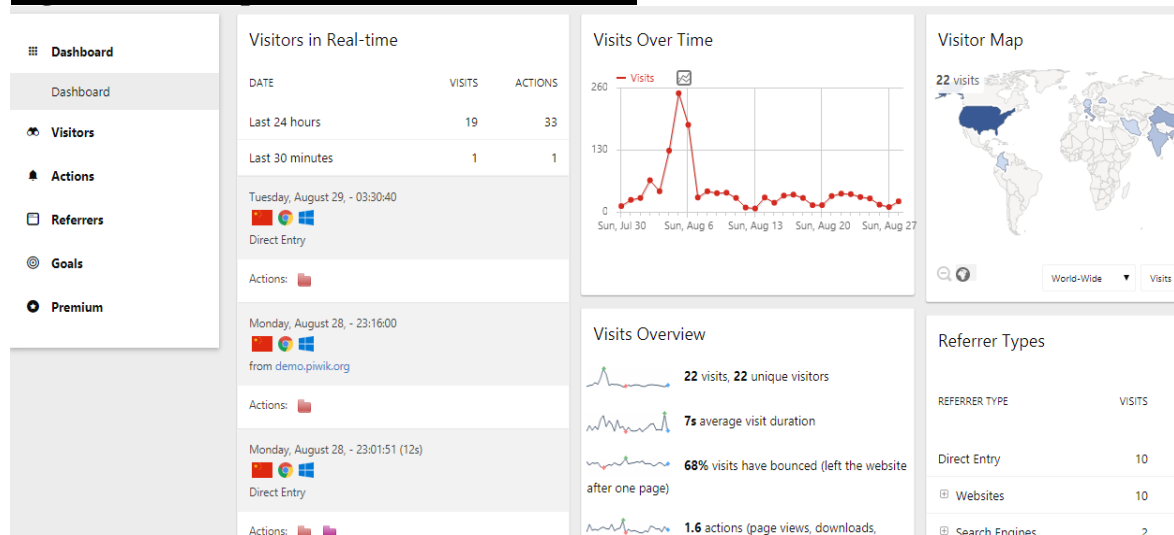 Dashboard
Dashboard
Visitors
Actions
Referrers
Goals
Premium
Visitors in Real-time
DATE VISITS ACTIONS
Last 24 hours 19 33
Last 30 minutes 1 1
Tuesday, August 29, - 03:30:40
Direct Entry
Actions:
Monday, August 28, - 23:16:00
from demo.piwik.org
Actions:
Monday, August 28, - 23:01:51 (12s)
Direct Entry
Actions:
Visits Over Time
Visits
260
130
0
Sun, Jul 30 Sun, Aug 6 Sun, Aug 13 Sun, Aug 20 Sun, Aug 27
Visits Overview
22 visits, 22 unique visitors
7s average visit duration
68% visits have bounced (left the website
after one page)
1.6 actions (page views, downloads,
Visitor Map
22 visits
World-Wide Visits
Referrer Types
REFERRER TYPE VISITS
Direct Entry 10
Websites 10
Search Engines 2